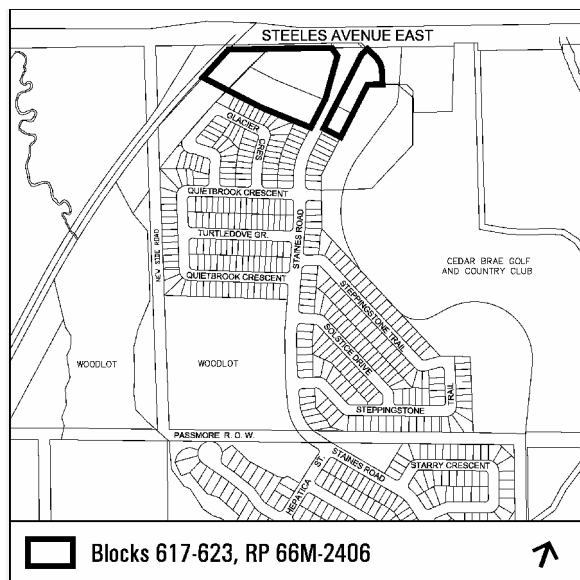 STEELES AVENUE EAST
GLACIER
CRES
QUIETBROOK CRESCENT
TURTLEDOVE GR.
STAINES ROAD
NEW SIDE ROAD
QUIETBROOK CRESCENT
CEDAR BRAE GOLF
AND COUNTRY CLUB
STEPPINGSTONE TRAIL
SOLSTICE DRIVE
WOODLOT
WOODLOT
TRAIL
STEPPINGSTONE
PASSMORE R. O. W.
STAINES ROAD
STARRY CRESCENT
HEPATICA
ST.
Blocks 617-623, RP 66M-2406